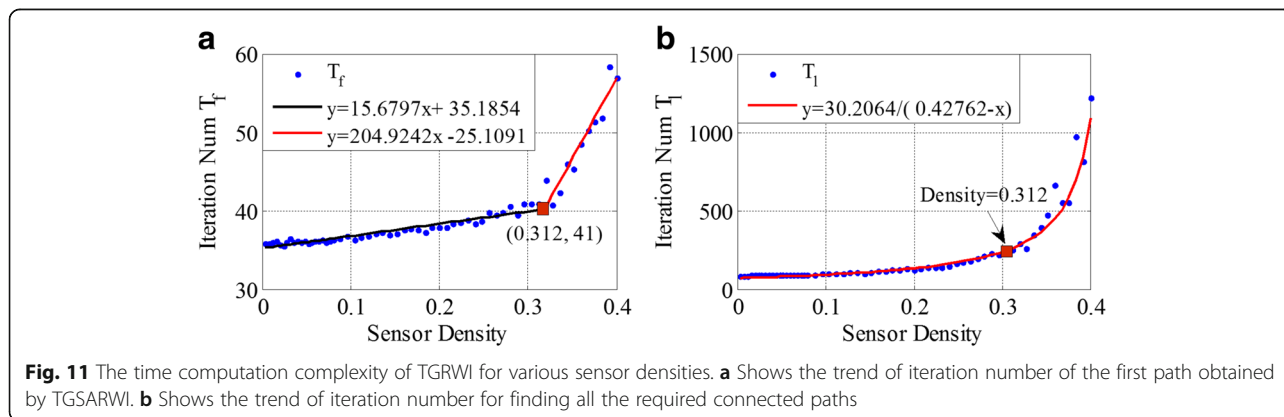 a
60
50
40
30
Iteration Num T_f
T_f
y=15.6797x+ 35.1854
y=204.9242x -25.1091
(0.312, 41)
0
0.1
0.2
0.3
0.4
Sensor Density
b
1500
1000
500
0
Iteration Num T_l
T_l
y=30.2064/( 0.42762-x)
Density=0.312
0
0.1
0.2
0.3
0.4
Sensor Density
Fig. 11 The time computation complexity of TGRWI for various sensor densities. a Shows the trend of iteration number of the first path obtained
by TGSARWI. b Shows the trend of iteration number for finding all the required connected paths